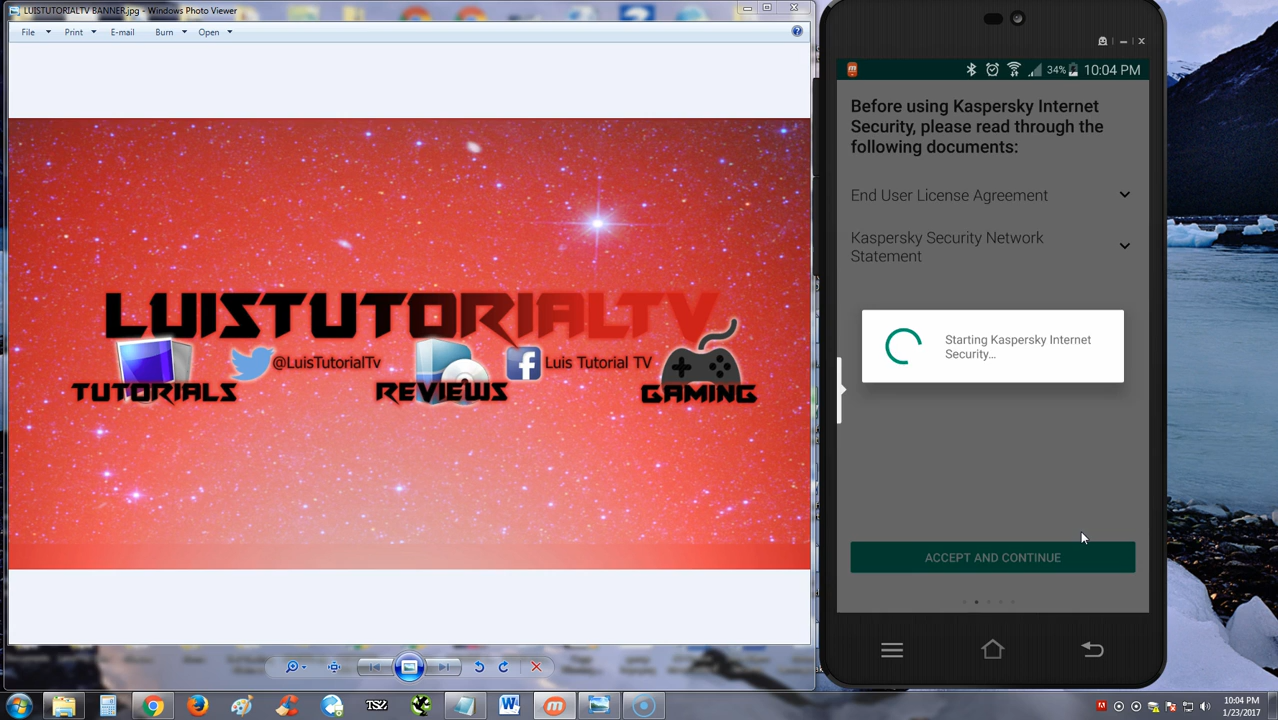 LUISTUTORIALTV BANNER.jpg - Windows Photo Viewer
File Print E-mail Burn Open
LUISTUTORIALTV
@LuisTutorialTv
Luis Tutorial TV
TUTORIALS
REVIEWS
GAMING
34% 10:04 PM
Before using Kaspersky Internet
Security, please read through the
following documents:
End User License Agreement
Kaspersky Security Network
Statement
Starting Kaspersky Internet
Security...
ACCEPT AND CONTINUE
TSZ
10:04 PM
1/23/2017